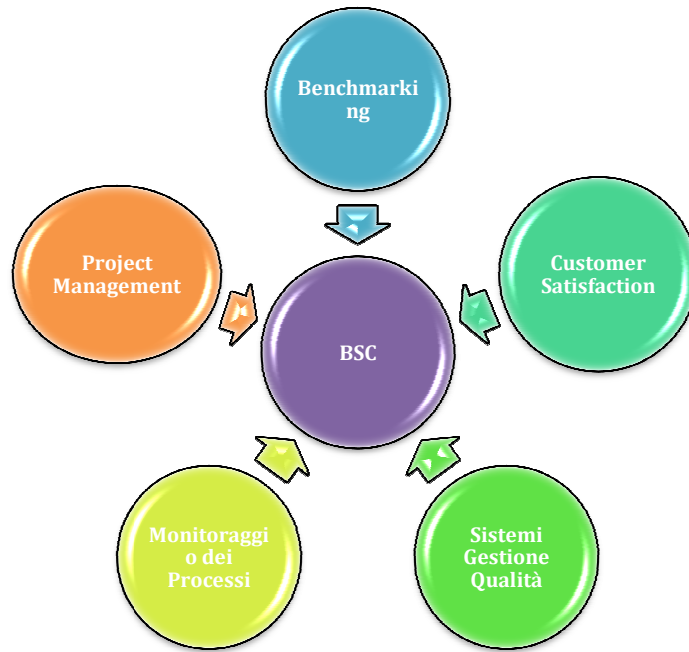 Benchmarki
ng
Project
Management
Customer
Satisfaction
BSC
Monitoraggi
o dei
Processi
Sistemi
Gestione
Qualità